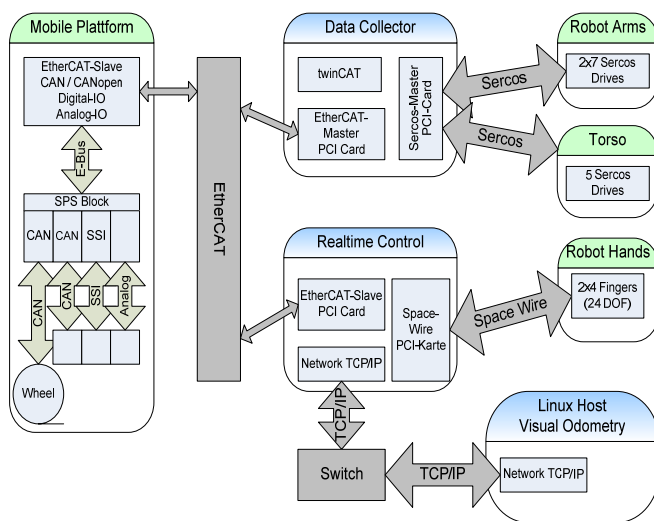 Mobile Plattform
EtherCAT-Slave
CAN / CANopen
Digital-IO
Analog-IO
E-Bus
SPS Block
CAN
CAN
SSI
CAN
CAN
SSI
Analog
Wheel
EtherCAT
Data Collector
twinCAT
EtherCAT-
Master
PCI Card
Sercos-Master
PCI-Card
Sercos
Sercos
Robot Arms
2x7 Sercos
Drives
Torso
5 Sercos
Drives
Realtime Control
EtherCAT-Slave
PCI Card
Network TCP/IP
Space-
Wire
PCI-Karte
Space Wire
Robot Hands
2x4 Fingers
(24 DOF)
TCP/IP
Switch
TCP/IP
Linux Host
Visual Odometry
Network TCP/IP